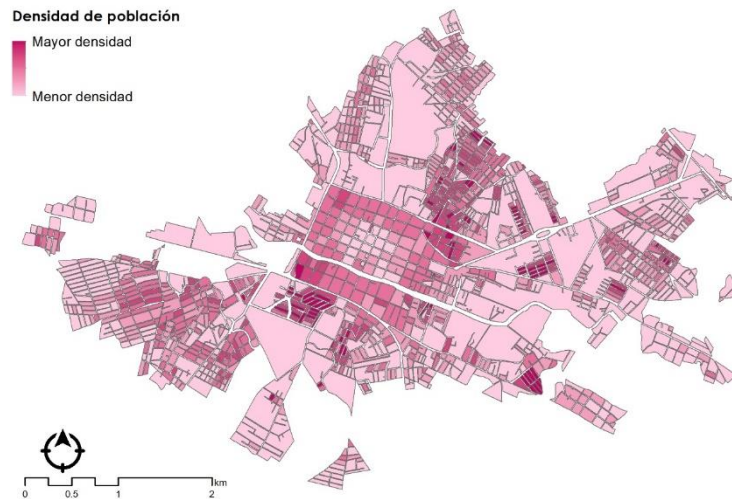 Densidad de población
Mayor densidad
Menor densidad
km
0 0.5 1 2